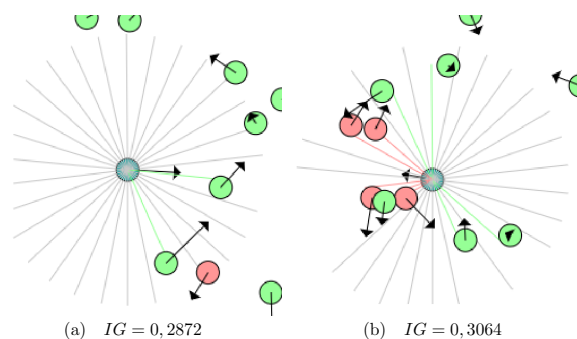 (a) IG = 0, 2872
(b) IG = 0, 3064